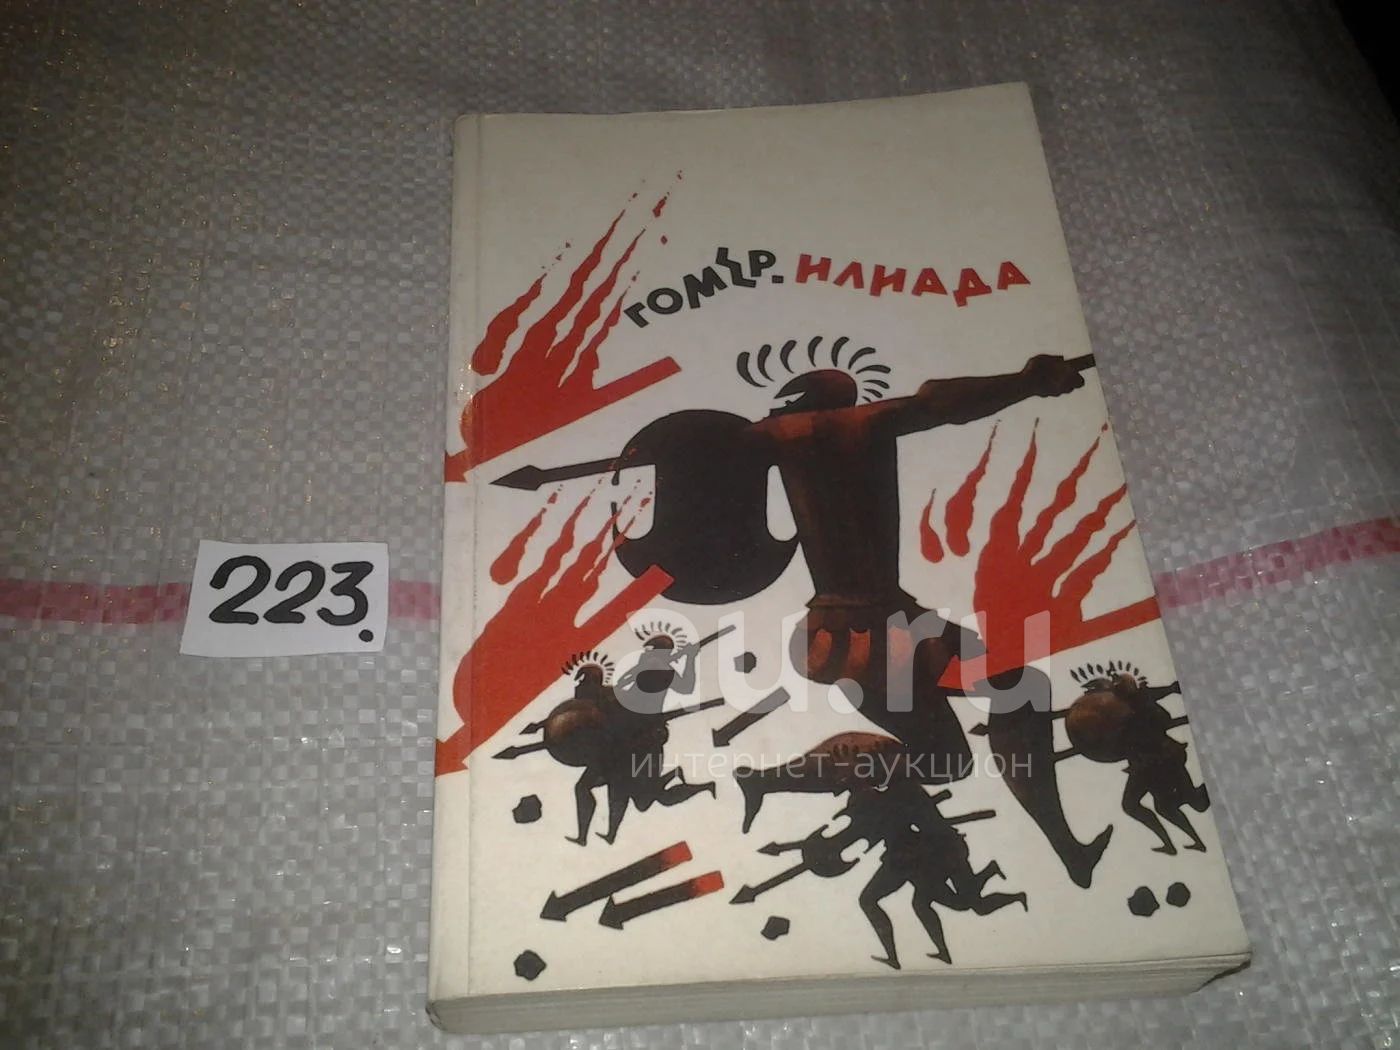 ГОМЕР. ИЛИАДА
223.
au.ru
интернет-аукцион